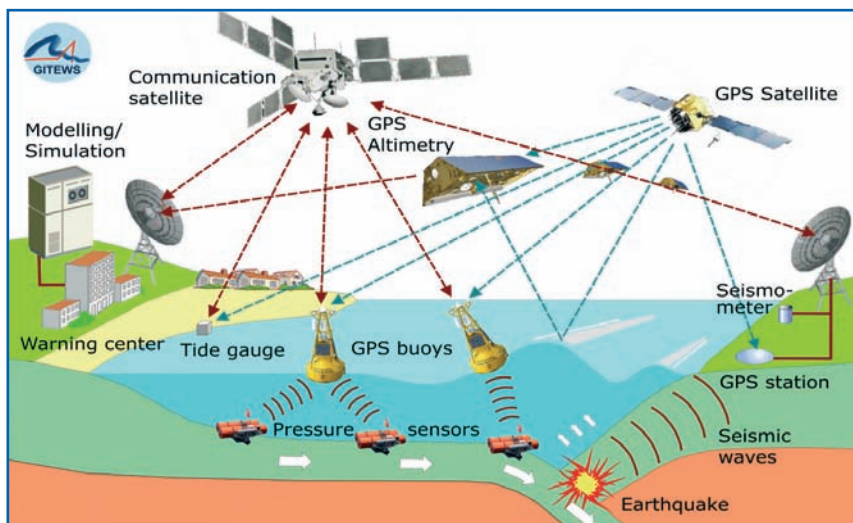 GITEWS
Communication
satellite
GPS Satellite
Modelling/
Simulation
GPS
Altimetry
Seismo-
meter
Warning center
Tide gauge
GPS buoys
GPS station
Pressure
sensors
Seismic
waves
Earthquake